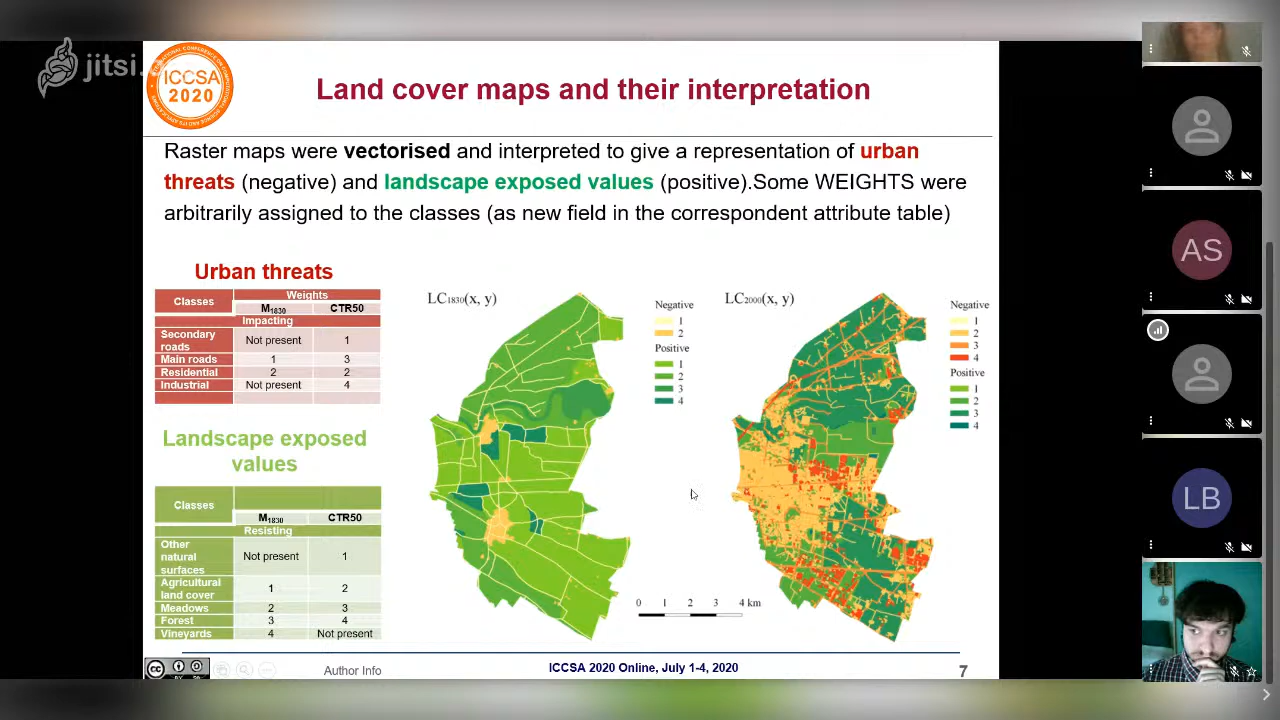 jitsi.
ICCSA
2020
Land cover maps and their interpretation
Raster maps were vectorised and interpreted to give a representation of urban
threats (negative) and landscape exposed values (positive).Some WEIGHTS were
arbitrarily assigned to the classes (as new field in the correspondent attribute table)
Urban threats
Classes Weights
M1830 CTR50
Impacting
Secondary roads Not present 1
Main roads 1 3
Residential 2 2
Industrial Not present 4
Landscape exposed
values
Classes
M1830 CTR50
Resisting
Other natural surfaces Not present 1
Agricultural land cover 1 2
Meadows 2 3
Forest 3 4
Vineyards 4 Not present
LC1830(x, y)
Negative
1
2
Positive
1
2
3
4
LC2000(x, y)
Negative
1
2
3
4
Positive
1
2
3
4
0 1 2 3 4 km
Author Info
ICCSA 2020 Online, July 1-4, 2020
7
cc
AS
LB